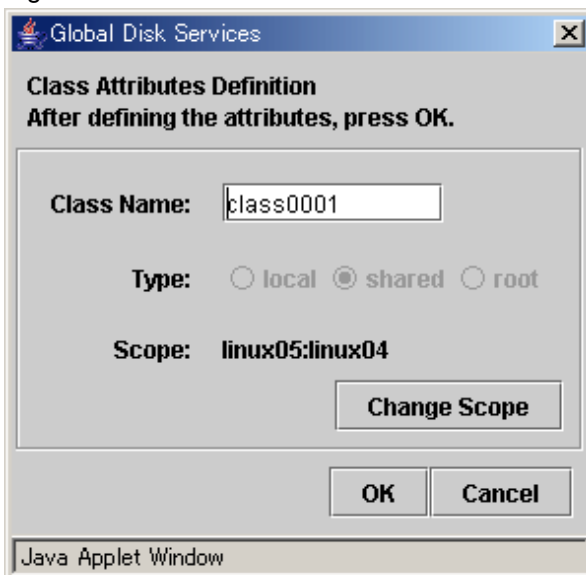 Global Disk Services
Class Attributes Definition
After defining the attributes, press OK.
Class Name: class0001
Type: local shared root
Scope: linux05:linux04
Change Scope
OK Cancel
Java Applet Window